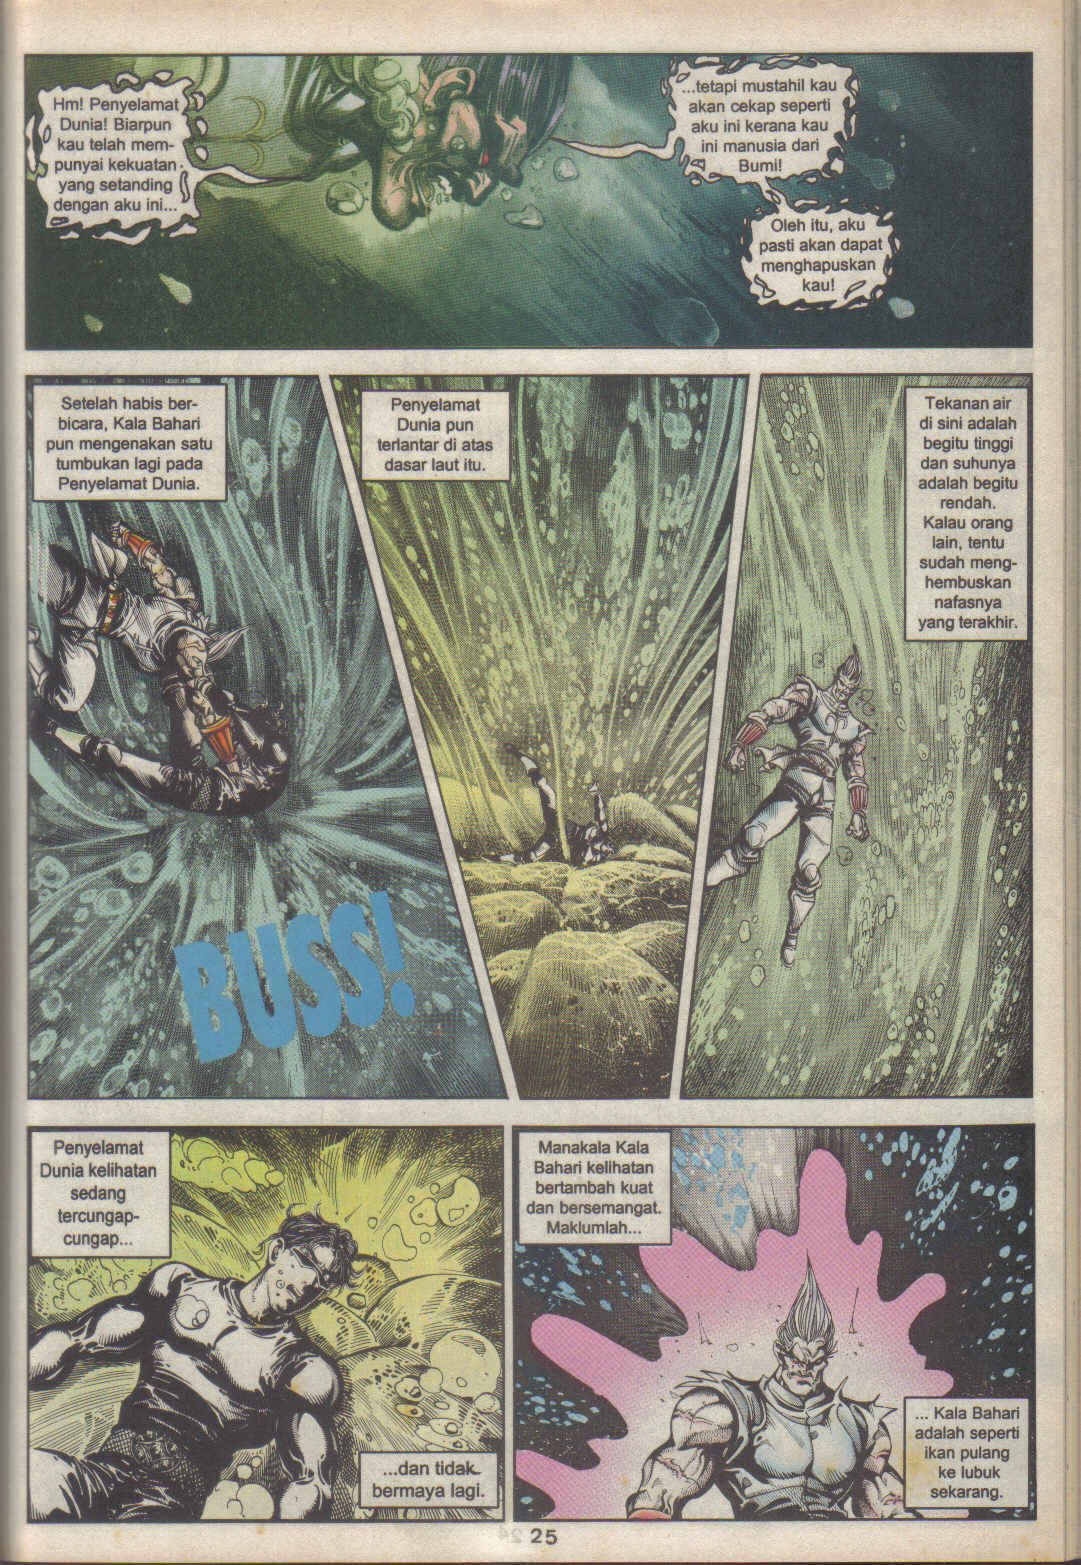 Hm! Penyelamat
Dunia! Biarpun
kau telah mem-
punyai kekuatan
yang setanding
dengan aku ini...
...tetapi mustahil kau
akan cekap seperti
aku ini kerana kau
ini manusia dari
Bumi!
Oleh itu, aku
pasti akan dapat
menghapuskan
kau!
Setelah habis ber-
bicara, Kala Bahari
pun mengenakan satu
tumbukan lagi pada
Penyelamat Dunia.
BUSS!
Penyelamat
Dunia pun
terlantar di atas
dasar laut itu.
Tekanan air
di sini adalah
begitu tinggi
dan suhunya
adalah begitu
rendah.
Kalau orang
lain, tentu
sudah meng-
hembuskan
nafasnya
yang terakhir.
Penyelamat
Dunia kelihatan
sedang
tercungap-
cungap...
...dan tidak
bermaya lagi.
Manakala Kala
Bahari kelihatan
bertambah kuat
dan bersemangat.
Maklumlah...
... Kala Bahari
adalah seperti
ikan pulang
ke lubuk
sekarang.
25